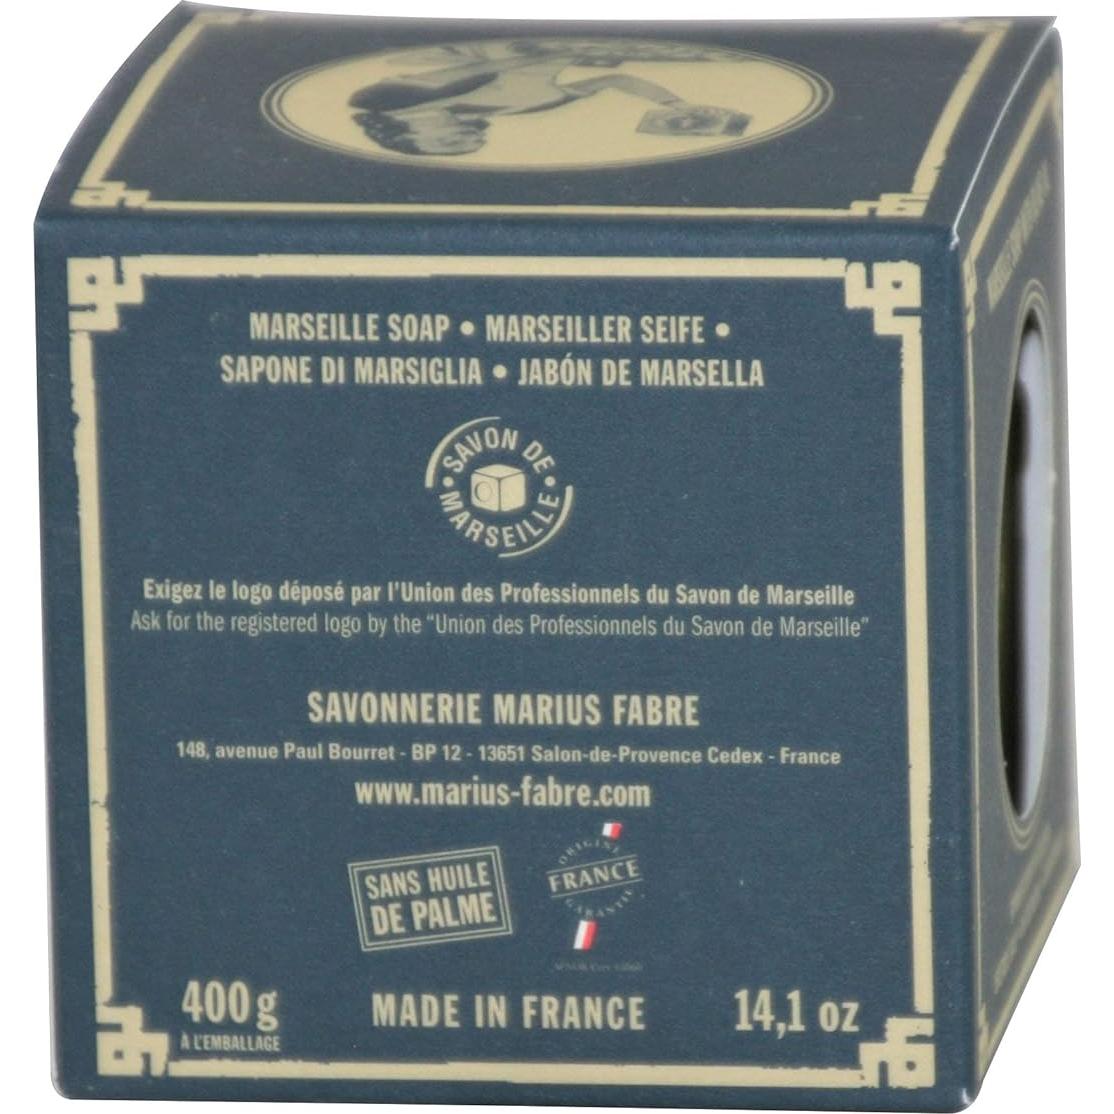 MARSEILLE SOAP • MARSEILLER SEIFE •
SAPONE DI MARSIGLIA • JABÓN DE MARSELLA
• SAVON DE •
MARSEILLE
Exigez le logo déposé par l'Union des Professionnels du Savon de Marseille
Ask for the registered logo by the "Union des Professionnels du Savon de Marseille"
SAVONNERIE MARIUS FABRE
148, avenue Paul Bourret - BP 12 - 13651 Salon-de-Provence Cedex - France
www.marius-fabre.com
SANS HUILE
DE PALME
ORIGINE
FRANCE
GARANTIE
400 g
À L'EMBALLAGE
MADE IN FRANCE
14,1 oz